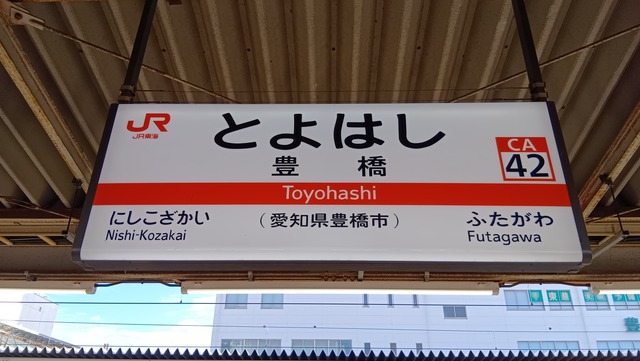 JR
JR東海
とよはし
豊橋
CA
42
Toyohashi
にしこざかい
(愛知県豊橋市)
ふたがわ
Nishi-Kozakai
Futagawa